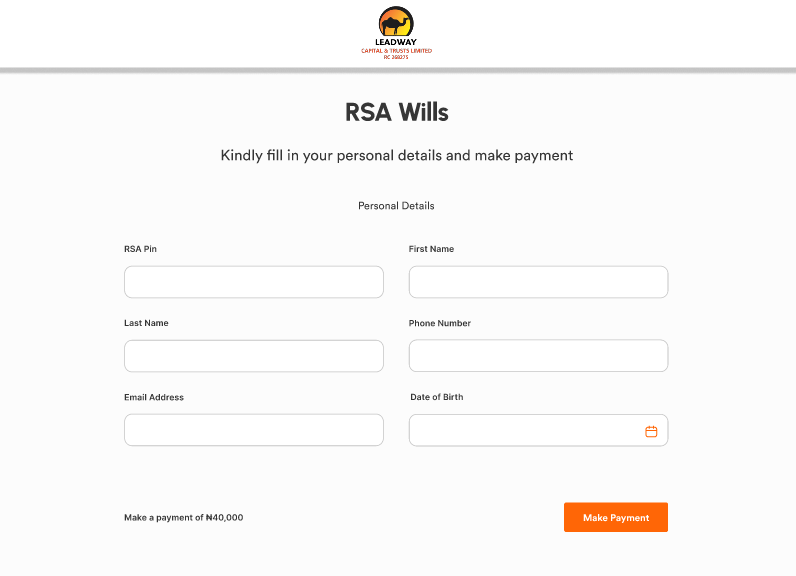 LEADWAY
CAPITAL & TRUSTS LIMITED
RC 268275
RSA Wills
Kindly fill in your personal details and make payment
Personal Details
RSA Pin
First Name
Last Name
Phone Number
Email Address
Date of Birth
Make a payment of ₦40,000
Make Payment